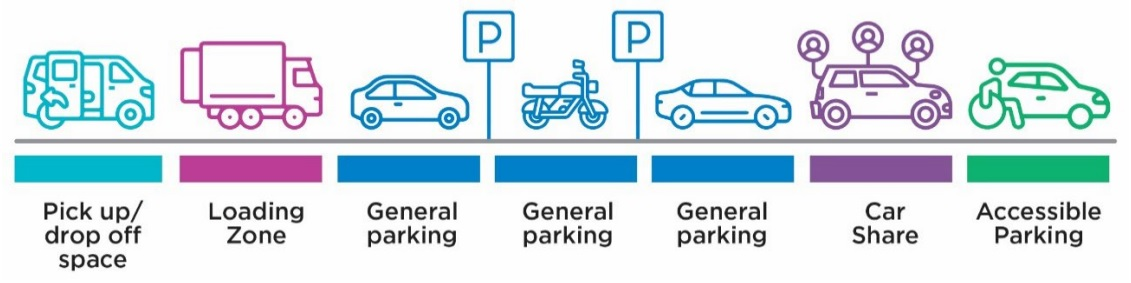 P
P
Pick up/
drop off
space
Loading
Zone
General
parking
General
parking
General
parking
Car
Share
Accessible
Parking